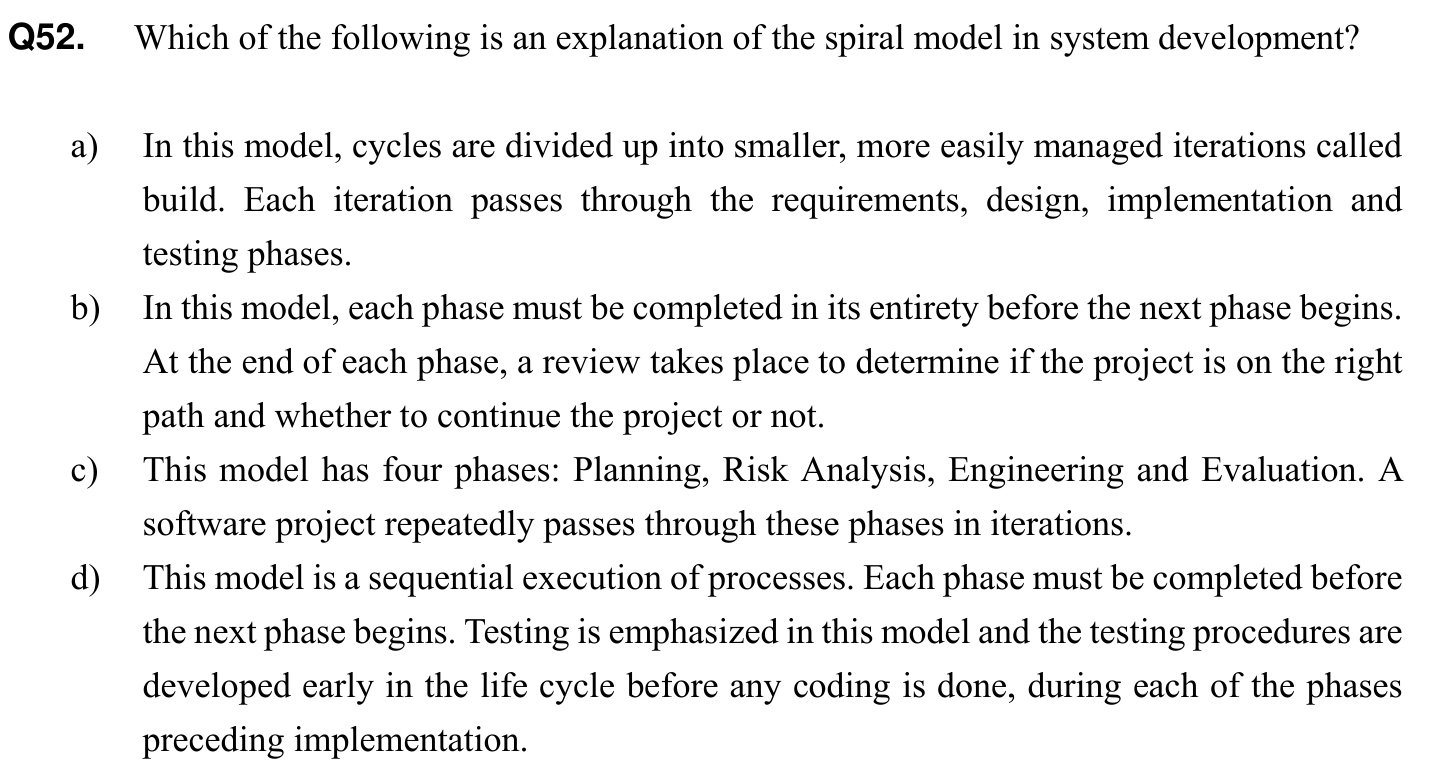 Q52. Which of the following is an explanation of the spiral model in system development?
a) In this model, cycles are divided up into smaller, more easily managed iterations called
build. Each iteration passes through the requirements, design, implementation and
testing phases.
b) In this model, each phase must be completed in its entirety before the next phase begins.
At the end of each phase, a review takes place to determine if the project is on the right
path and whether to continue the project or not.
c) This model has four phases: Planning, Risk Analysis, Engineering and Evaluation. A
software project repeatedly passes through these phases in iterations.
d) This model is a sequential execution of processes. Each phase must be completed before
the next phase begins. Testing is emphasized in this model and the testing procedures are
developed early in the life cycle before any coding is done, during each of the phases
preceding implementation.